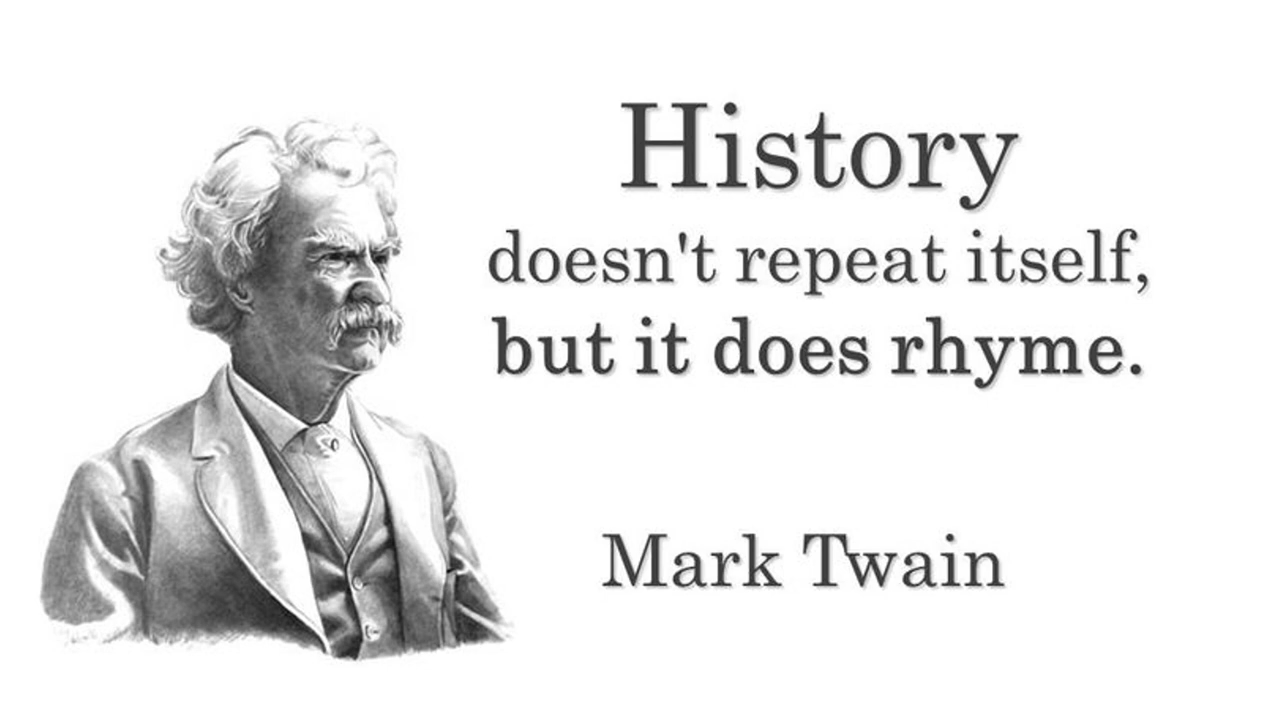 History
doesn't repeat itself,
but it does rhyme.
Mark Twain